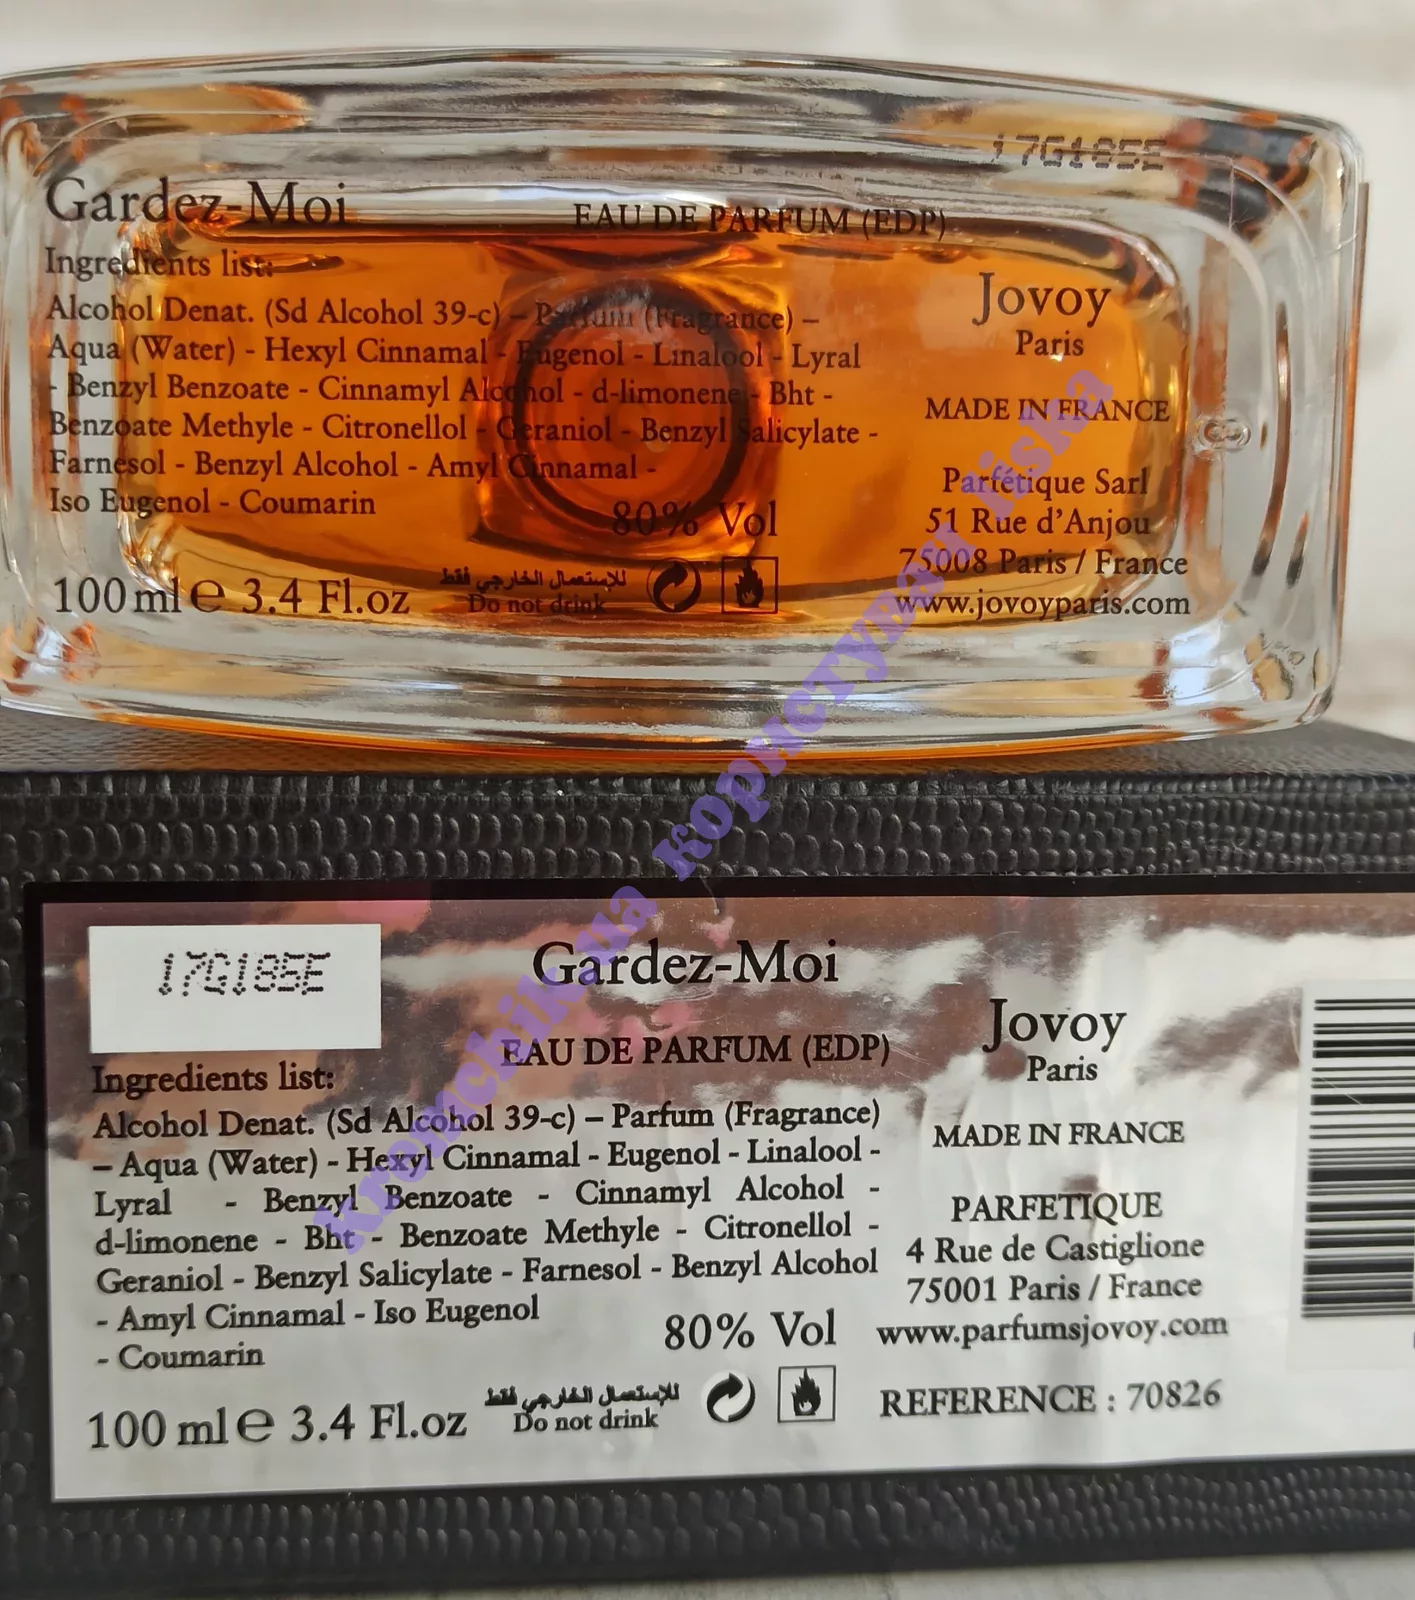 17G185E
Gardez-Moi
EAU DE PARFUM (EDP)
Ingredients list:
Alcohol Denat. (Sd Alcohol 39-c) – Parfum (Fragrance) –
Aqua (Water) - Hexyl Cinnamal - Eugenol - Linalool - Lyral
- Benzyl Benzoate - Cinnamyl Alcohol - d-limonene - Bht -
Benzoate Methyle - Citronellol - Geraniol - Benzyl Salicylate -
Farnesol - Benzyl Alcohol - Amyl Cinnamal -
Iso Eugenol - Coumarin
80% Vol
100 ml e 3.4 Fl.oz
للإستعمال الخارجي فقط
Do not drink
Jovoy
Paris
MADE IN FRANCE
Parfétique Sarl
51 Rue d'Anjou
75008 Paris / France
www.jovoyparis.com
17G185E
Gardez-Moi
EAU DE PARFUM (EDP)
Ingredients list:
Alcohol Denat. (Sd Alcohol 39-c) – Parfum (Fragrance)
– Aqua (Water) - Hexyl Cinnamal - Eugenol - Linalool -
Lyral - Benzyl Benzoate - Cinnamyl Alcohol -
d-limonene - Bht - Benzoate Methyle - Citronellol -
Geraniol - Benzyl Salicylate - Farnesol - Benzyl Alcohol
- Amyl Cinnamal - Iso Eugenol
- Coumarin
80% Vol
100 ml e 3.4 Fl.oz
للإستعمال الخارجي فقط
Do not drink
Jovoy
Paris
MADE IN FRANCE
PARFETIQUE
4 Rue de Castiglione
75001 Paris / France
www.parfumsjovoy.com
REFERENCE : 70826